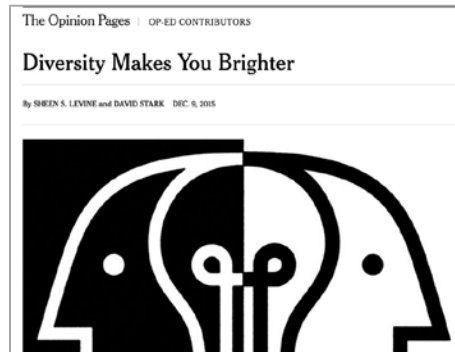 The Opinion Pages | OP-ED CONTRIBUTORS
Diversity Makes You Brighter
By SHEEN S. LEVINE and DAVID STARK DEC. 9, 2015